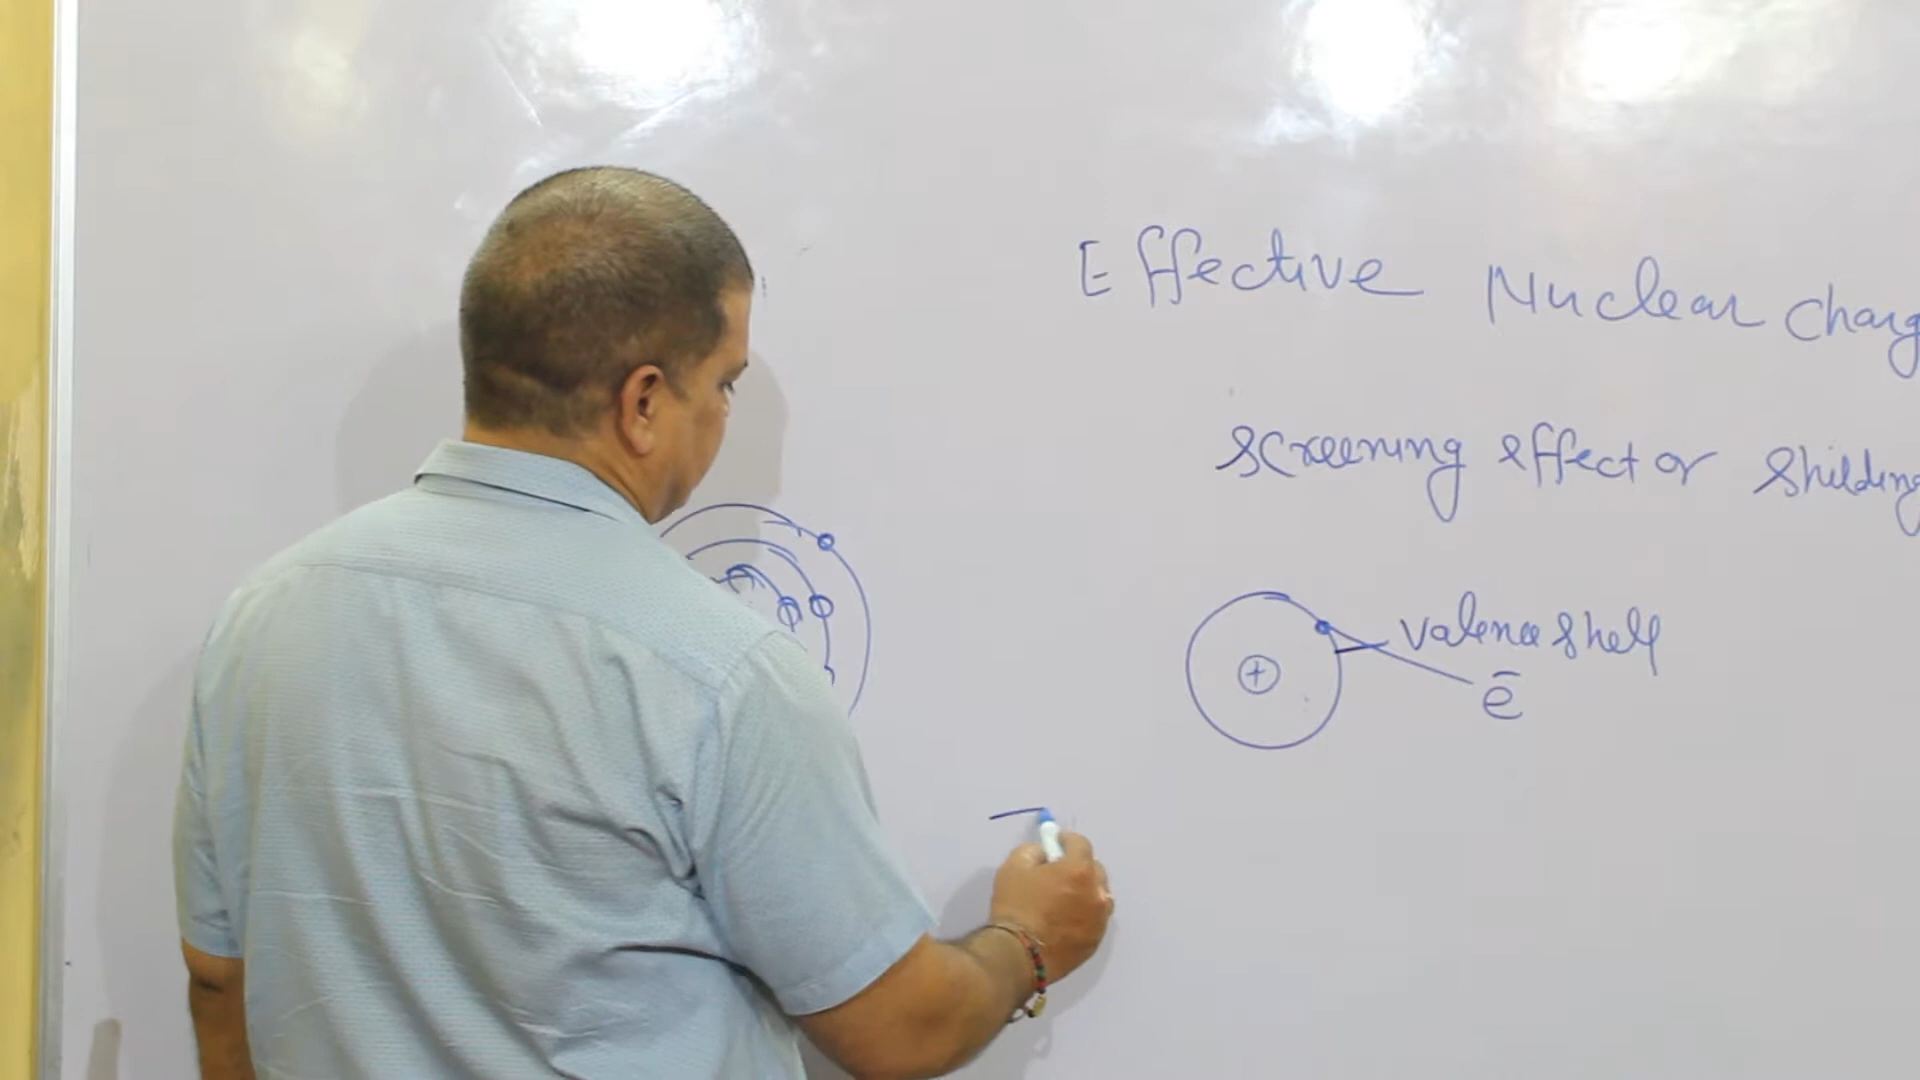 Effective Nuclear Charg
Screening effect or Shilding
+
Valence Shell
e̅